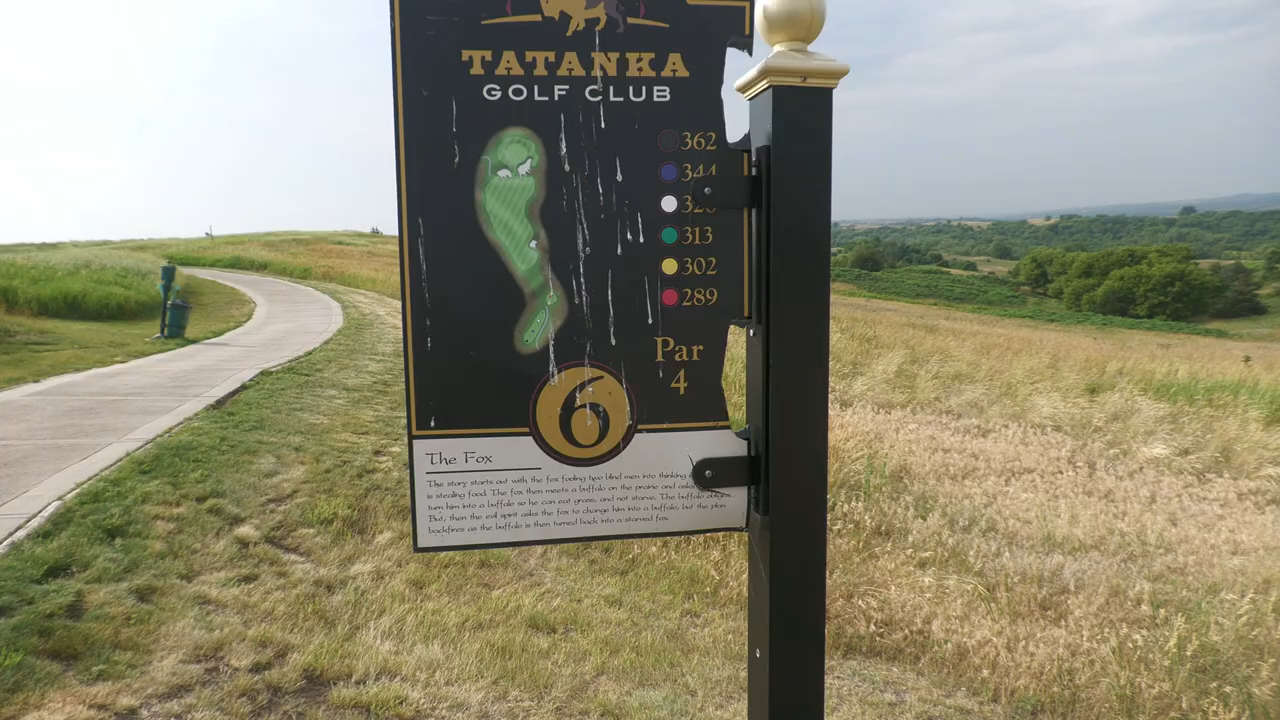 TATANKA
GOLF CLUB
362
344
313
302
289
Par
4
6
The Fox
The story starts out with the fox fooling two blind men into thinking
is stealing food. The fox then meets a buffalo on the prairie and asks
turn him into a buffalo so he can eat grass, and not starve. The buffalo obliges.
But, then the evil spirit asks the fox to change him into a buffalo, but the plan
backfires as the buffalo is then turned back into a starved fox.